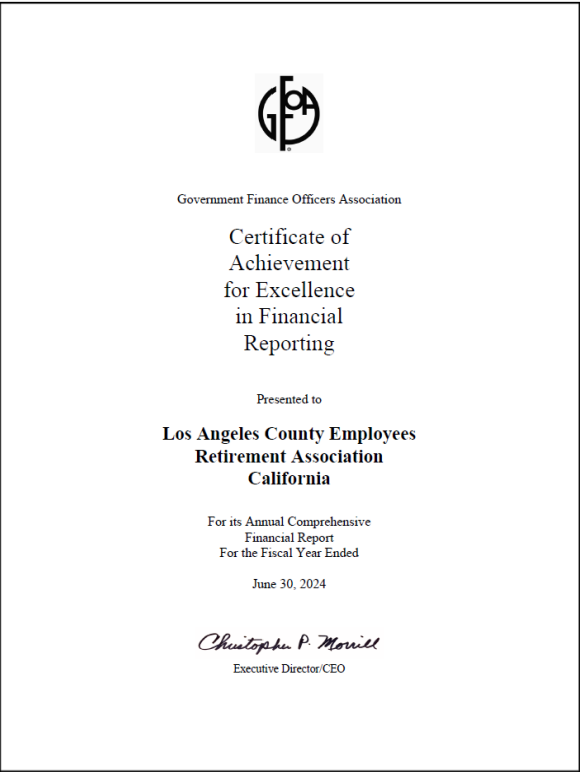 GFOA
Government Finance Officers Association
Certificate of
Achievement
for Excellence
in Financial
Reporting
Presented to
Los Angeles County Employees
Retirement Association
California
For its Annual Comprehensive
Financial Report
For the Fiscal Year Ended
June 30, 2024
Christopher P. Morrill
Executive Director/CEO